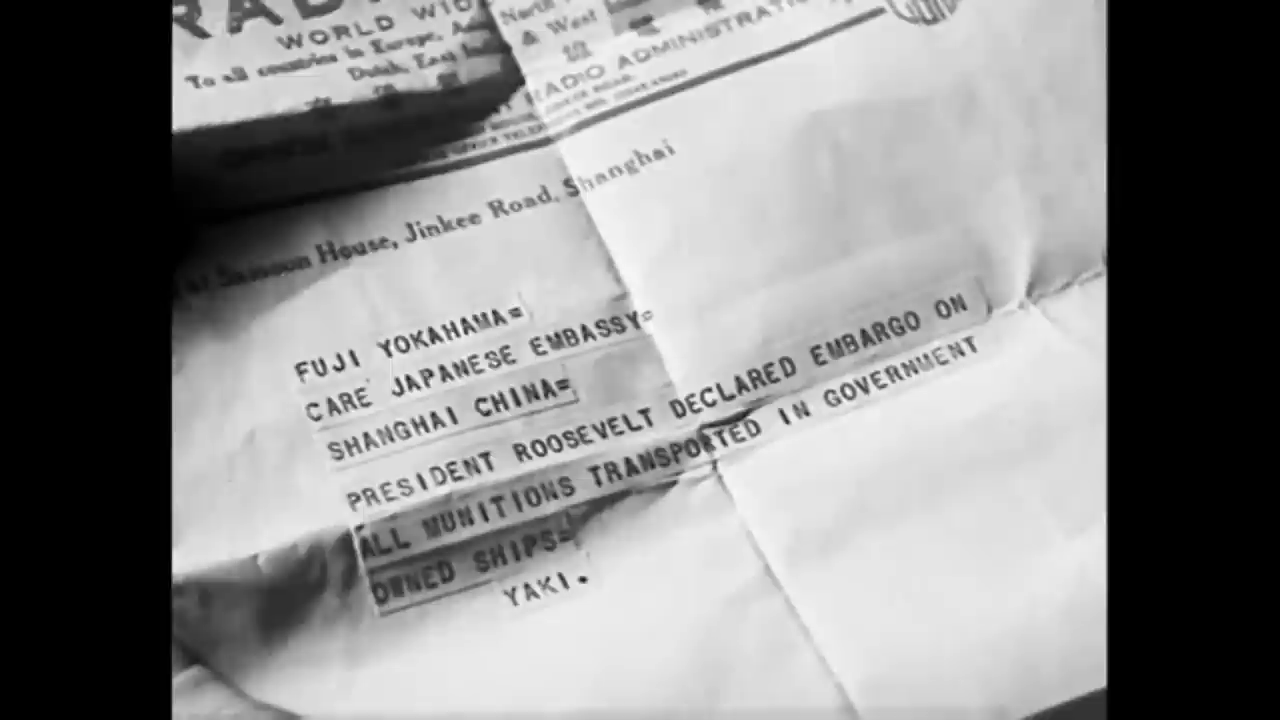 WORLD WID
To all countries in Europe,
Dutch, East
North
& West
RADIO ADMINISTRATI
Sassoon House, Jinkee Road, Shanghai
FUJI YOKAHAMA=
CARE JAPANESE EMBASSY=
SHANGHAI CHINA=
PRESIDENT ROOSEVELT DECLARED EMBARGO ON
ALL MUNITIONS TRANSPORTED IN GOVERNMENT
OWNED SHIPS=
YAKI.